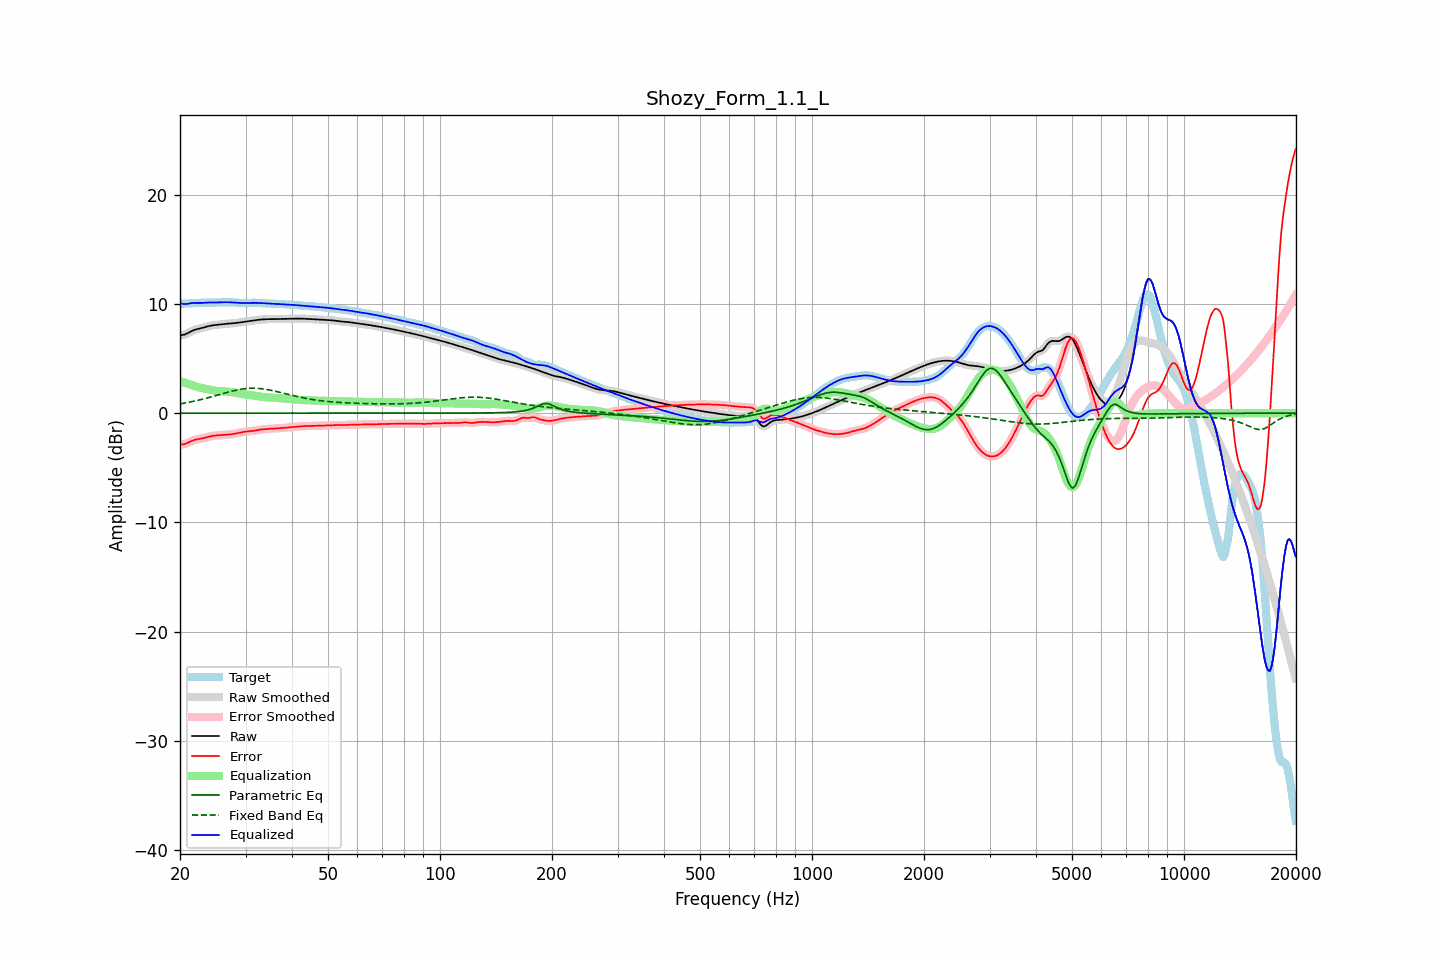 Shozy_Form_1.1_L
Amplitude (dBr)
20
10
0
−10
−20
−30
−40
Target
Raw Smoothed
Error Smoothed
Raw
Error
Equalization
Parametric Eq
Fixed Band Eq
Equalized
20 50 100 200 500 1000 2000 5000 10000 20000
Frequency (Hz)